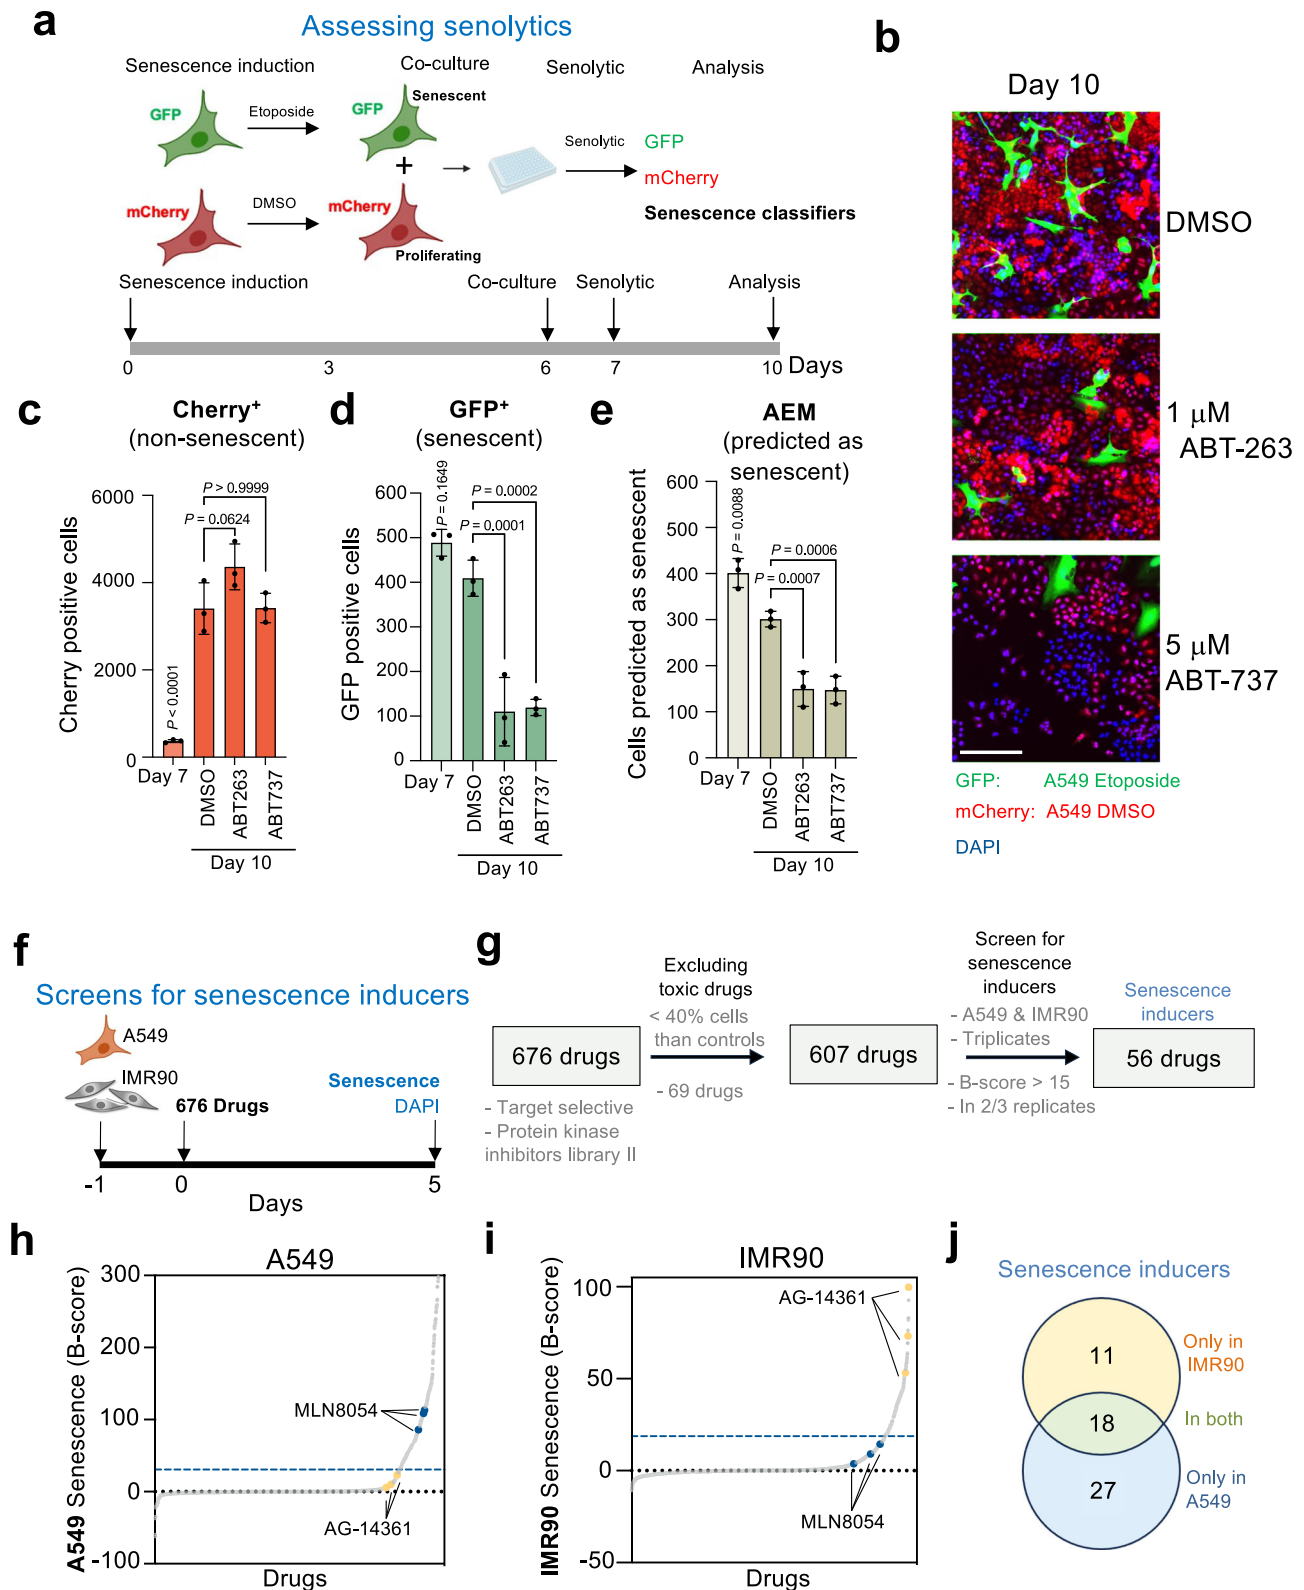 a
Assessing senolytics
Senescence induction
Co-culture
Senolytic
Analysis
GFP
Etoposide
GFP
Senescent
+
Senolytic
GFP
mCherry
Senescence classifiers
mCherry
DMSO
mCherry
Proliferating
Senescence induction
Co-culture
Senolytic
Analysis
0
3
6
7
10 Days
b
Day 10
DMSO
1 μM
ABT-263
5 μM
ABT-737
GFP: A549 Etoposide
mCherry: A549 DMSO
DAPI
c
Cherry⁺
(non-senescent)
Cherry positive cells
6000
4000
2000
0
P < 0.0001
P = 0.0624
P > 0.9999
Day 7
DMSO
ABT263
ABT737
Day 10
d
GFP⁺
(senescent)
GFP positive cells
600
500
400
300
200
100
0
P = 0.1649
P = 0.0002
P = 0.0001
Day 7
DMSO
ABT263
ABT737
Day 10
e
AEM
(predicted as
senescent)
Cells predicted as senescent
600
500
400
300
200
100
0
P = 0.0088
P = 0.0006
P = 0.0007
Day 7
DMSO
ABT263
ABT737
Day 10
f
Screens for senescence inducers
A549
IMR90
676 Drugs
Senescence
DAPI
-1
0
5
Days
g
676 drugs
- Target selective
- Protein kinase
inhibitors library II
Excluding
toxic drugs
< 40% cells
than controls
- 69 drugs
607 drugs
Screen for
senescence
inducers
- A549 & IMR90
- Triplicates
- B-score > 15
- In 2/3 replicates
Senescence
inducers
56 drugs
h
A549
A549 Senescence (B-score)
300
200
100
0
-100
MLN8054
AG-14361
Drugs
i
IMR90
IMR90 Senescence (B-score)
100
50
0
-50
AG-14361
MLN8054
Drugs
j
Senescence inducers
11
Only in
IMR90
18
In both
27
Only in
A549